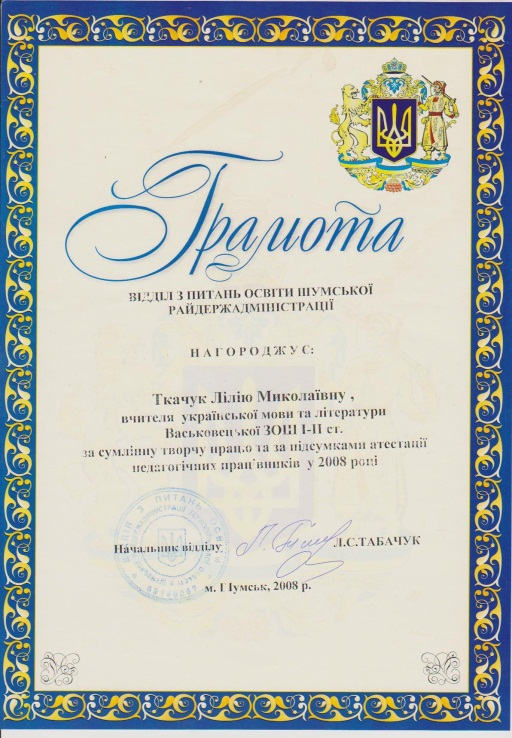 Грамота
ВІДДІЛ З ПИТАНЬ ОСВІТИ ШУМСЬКОЇ
РАЙДЕРЖАДМІНІСТРАЦІЇ
НАГОРОДЖУЄ:
Ткачук Лілію Миколаївну ,
вчителя української мови та літератури
Васьковецької ЗОШ І-ІІ ст.
за сумлінну творчу працю та за підсумками атестації
педагогічних працівників у 2008 році
Начальник відділу Л.С.ТАБАЧУК
м. Шумськ, 2008 р.